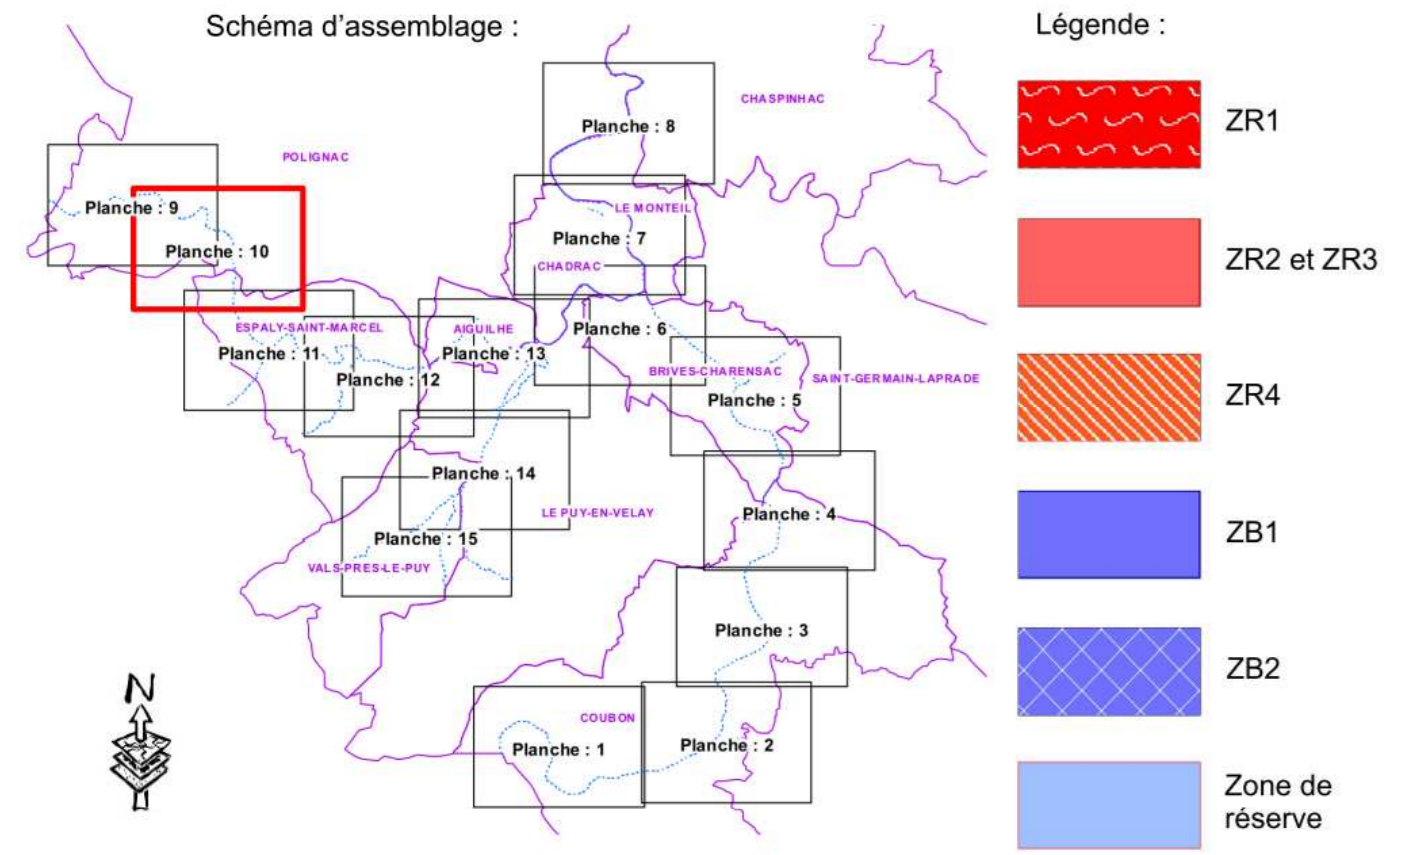 Schéma d'assemblage :
Légende :
CHASPINHAC
Planche : 8
ZR1
POLIGNAC
Planche : 9
LE MONTEIL
Planche : 7
Planche : 10
ZR2 et ZR3
CHADRAC
ESPALY-SAINT-MARCEL
AIGUILHE
Planche : 6
Planche : 11
Planche : 13
Planche : 12
BRIVES-CHARENSAC
SAINT-GERMAIN-LAPRADE
Planche : 5
ZR4
Planche : 14
LE PUY-EN-VELAY
Planche : 4
Planche : 15
ZB1
VALS-PRES-LE-PUY
Planche : 3
ZB2
N
COUBON
Planche : 1
Planche : 2
Zone de
réserve